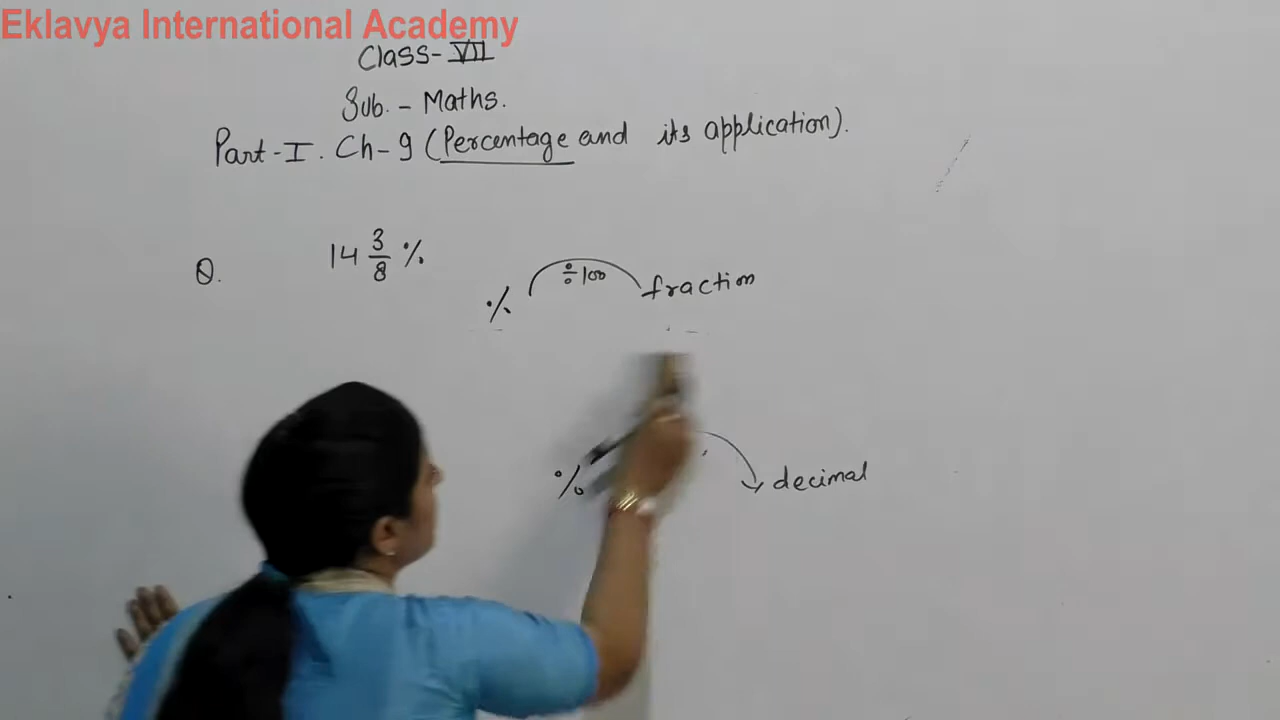 Eklavya International Academy
Class-VII
Sub. - Maths.
Part-I. Ch-9 (Percentage and its application).
Q. 14 3/8 %
% ÷100 fraction
% decimal